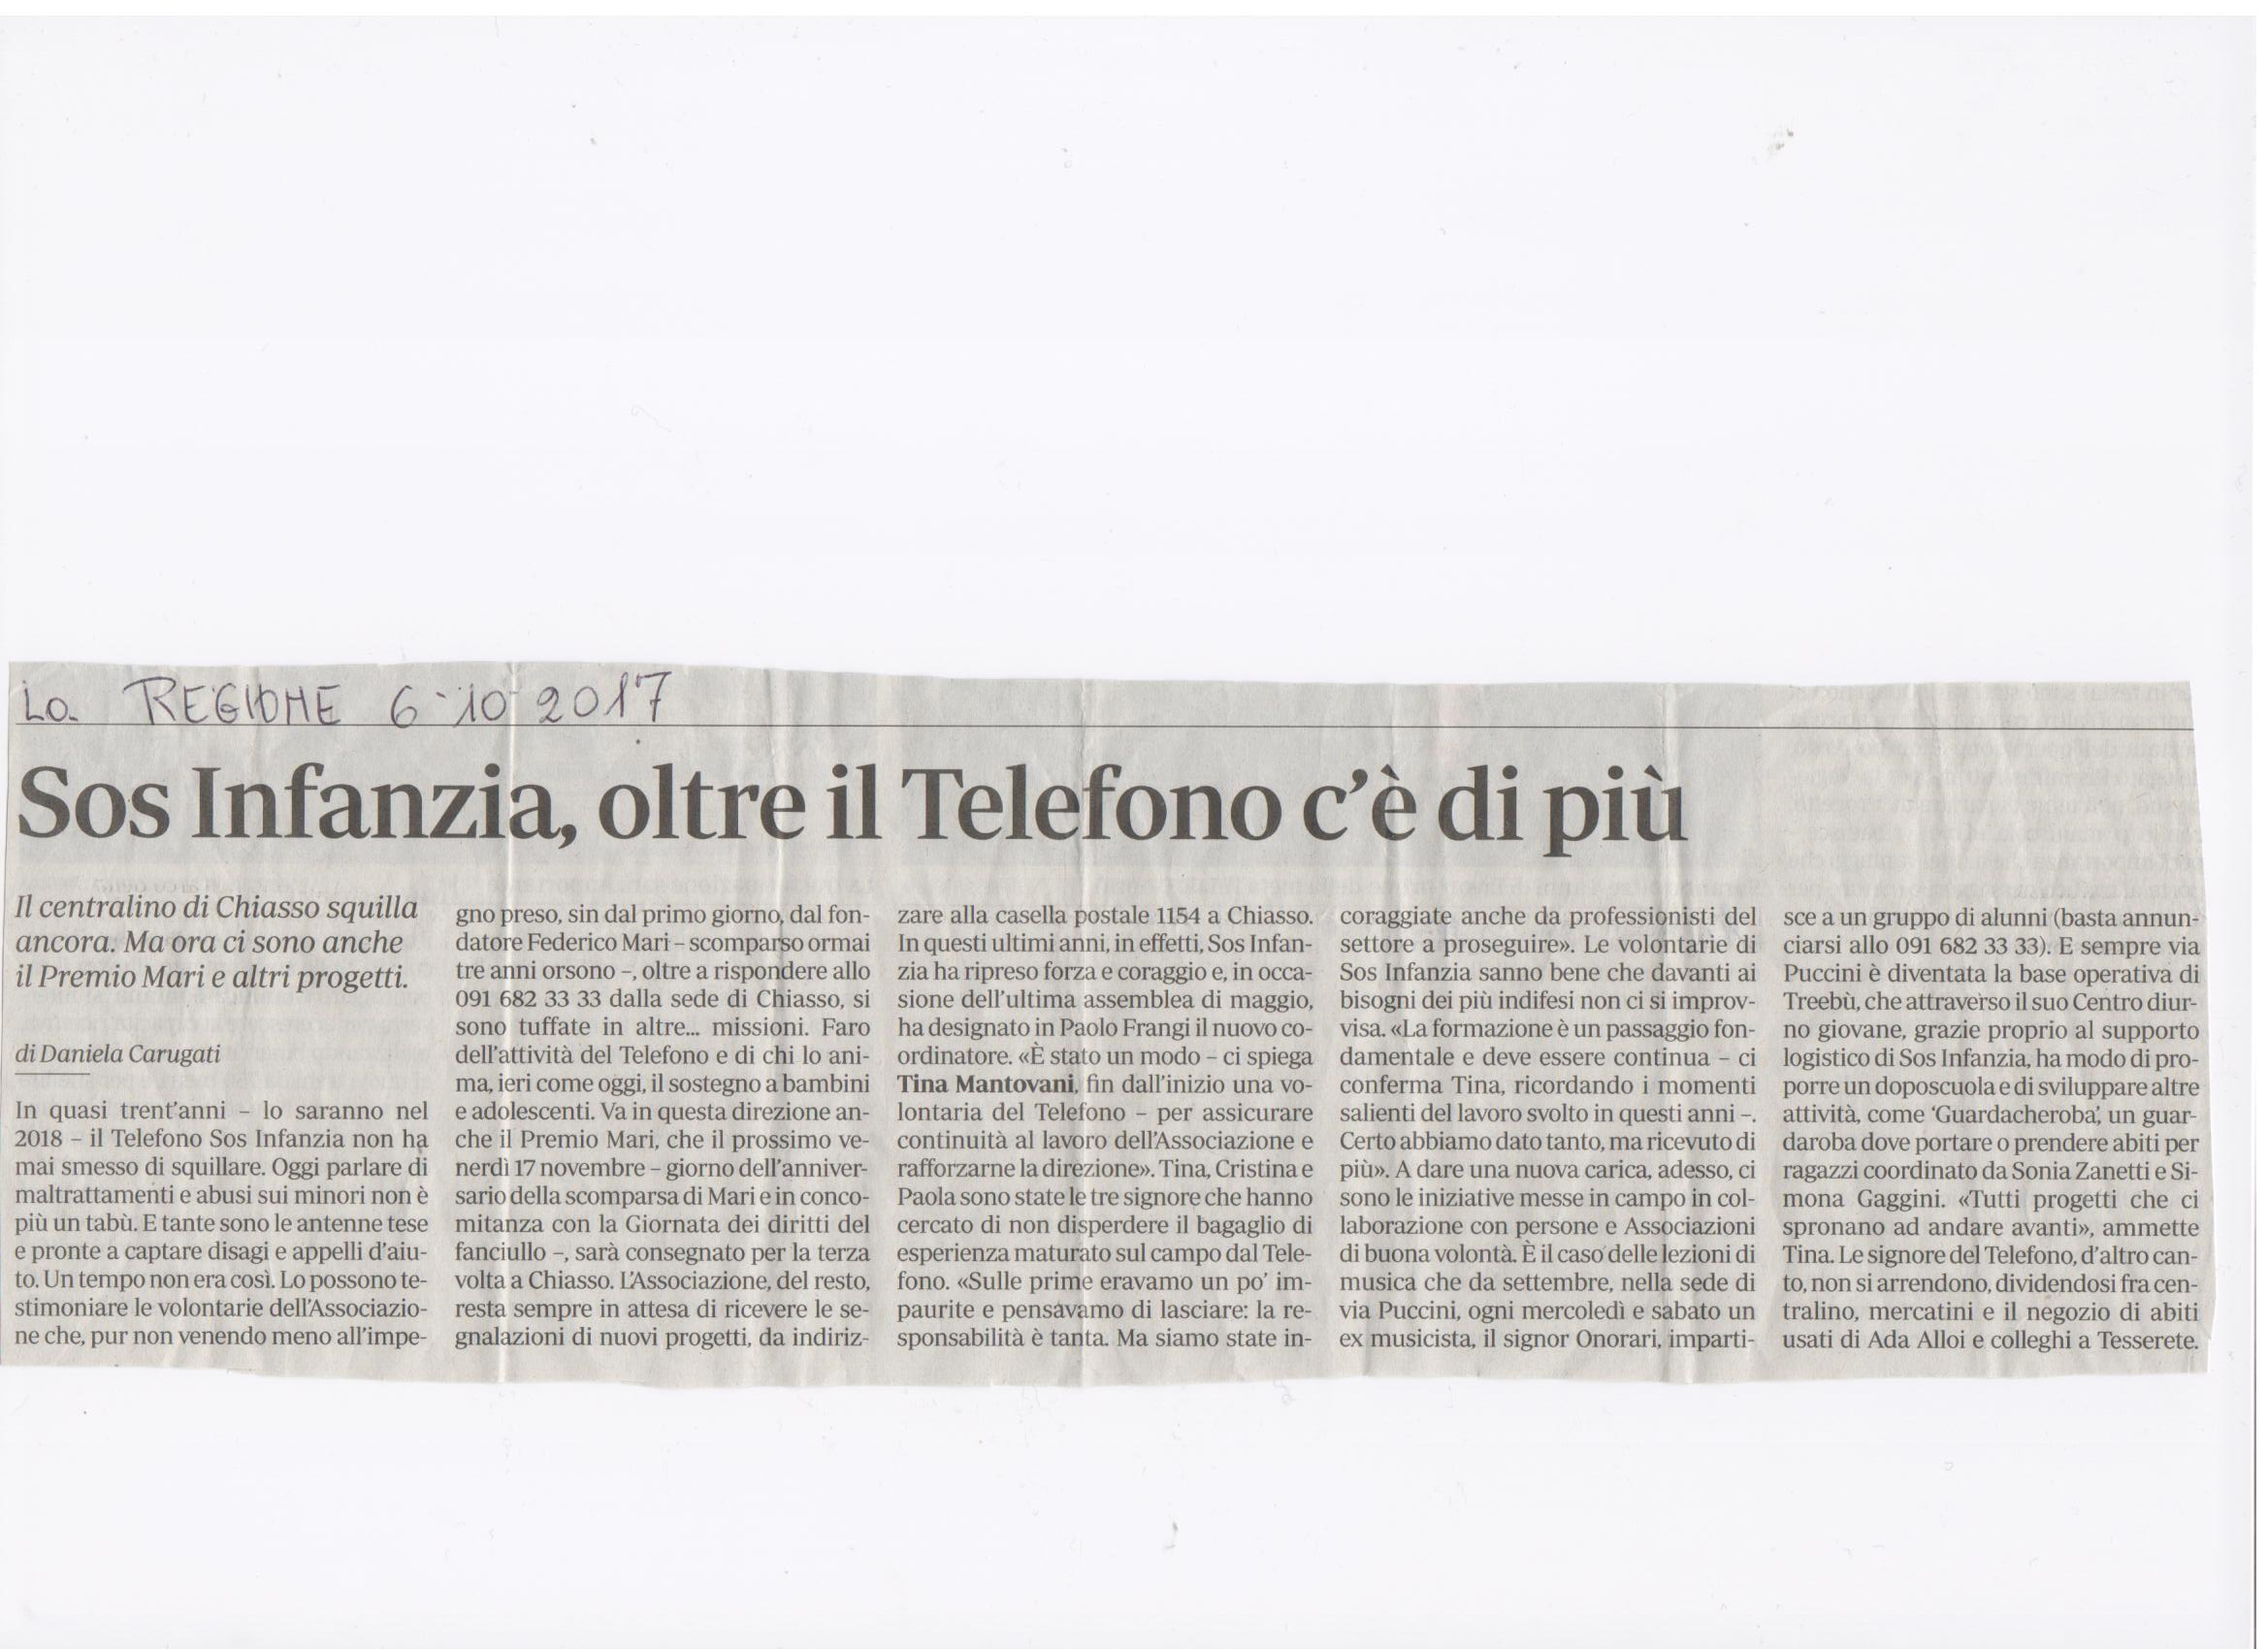 La REGIONE 6-10-2017
Sos Infanzia, oltre il Telefono c'è di più
Il centralino di Chiasso squilla
ancora. Ma ora ci sono anche
il Premio Mari e altri progetti.
di Daniela Carugati
In quasi trent'anni – lo saranno nel
2018 – il Telefono Sos Infanzia non ha
mai smesso di squillare. Oggi parlare di
maltrattamenti e abusi sui minori non è
più un tabù. E tante sono le antenne tese
e pronte a captare disagi e appelli d'aiu-
to. Un tempo non era così. Lo possono te-
stimoniare le volontarie dell'Associazio-
ne che, pur non venendo meno all'impe-
gno preso, sin dal primo giorno, dal fon-
datore Federico Mari – scomparso ormai
tre anni orsono –, oltre a rispondere allo
091 682 33 33 dalla sede di Chiasso, si
sono tuffate in altre... missioni. Faro
dell'attività del Telefono e di chi lo ani-
ma, ieri come oggi, il sostegno a bambini
e adolescenti. Va in questa direzione an-
che il Premio Mari, che il prossimo ve-
nerdì 17 novembre – giorno dell'anniver-
sario della scomparsa di Mari e in conco-
mitanza con la Giornata dei diritti del
fanciullo –, sarà consegnato per la terza
volta a Chiasso. L'Associazione, del resto,
resta sempre in attesa di ricevere le se-
gnalazioni di nuovi progetti, da indiriz-
zare alla casella postale 1154 a Chiasso.
In questi ultimi anni, in effetti, Sos Infan-
zia ha ripreso forza e coraggio e, in occa-
sione dell'ultima assemblea di maggio,
ha designato in Paolo Frangi il nuovo co-
ordinatore. «È stato un modo – ci spiega
Tina Mantovani, fin dall'inizio una vo-
lontaria del Telefono – per assicurare
continuità al lavoro dell'Associazione e
rafforzarne la direzione». Tina, Cristina e
Paola sono state le tre signore che hanno
cercato di non disperdere il bagaglio di
esperienza maturato sul campo dal Tele-
fono. «Sulle prime eravamo un po' im-
paurite e pensavamo di lasciare: la re-
sponsabilità è tanta. Ma siamo state in-
coraggiate anche da professionisti del
settore a proseguire». Le volontarie di
Sos Infanzia sanno bene che davanti ai
bisogni dei più indifesi non ci si improv-
visa. «La formazione è un passaggio fon-
damentale e deve essere continua – ci
conferma Tina, ricordando i momenti
salienti del lavoro svolto in questi anni –.
Certo abbiamo dato tanto, ma ricevuto di
più». A dare una nuova carica, adesso, ci
sono le iniziative messe in campo in col-
laborazione con persone e Associazioni
di buona volontà. È il caso delle lezioni di
musica che da settembre, nella sede di
via Puccini, ogni mercoledì e sabato un
ex musicista, il signor Onorari, imparti-
sce a un gruppo di alunni (basta annun-
ciarsi allo 091 682 33 33). E sempre via
Puccini è diventata la base operativa di
Treebù, che attraverso il suo Centro diur-
no giovane, grazie proprio al supporto
logistico di Sos Infanzia, ha modo di pro-
porre un doposcuola e di sviluppare altre
attività, come 'Guardacheroba', un guar-
daroba dove portare o prendere abiti per
ragazzi coordinato da Sonia Zanetti e Si-
mona Gaggini. «Tutti progetti che ci
spronano ad andare avanti», ammette
Tina. Le signore del Telefono, d'altro can-
to, non si arrendono, dividendosi fra cen-
tralino, mercatini e il negozio di abiti
usati di Ada Alloi e colleghi a Tesserete.